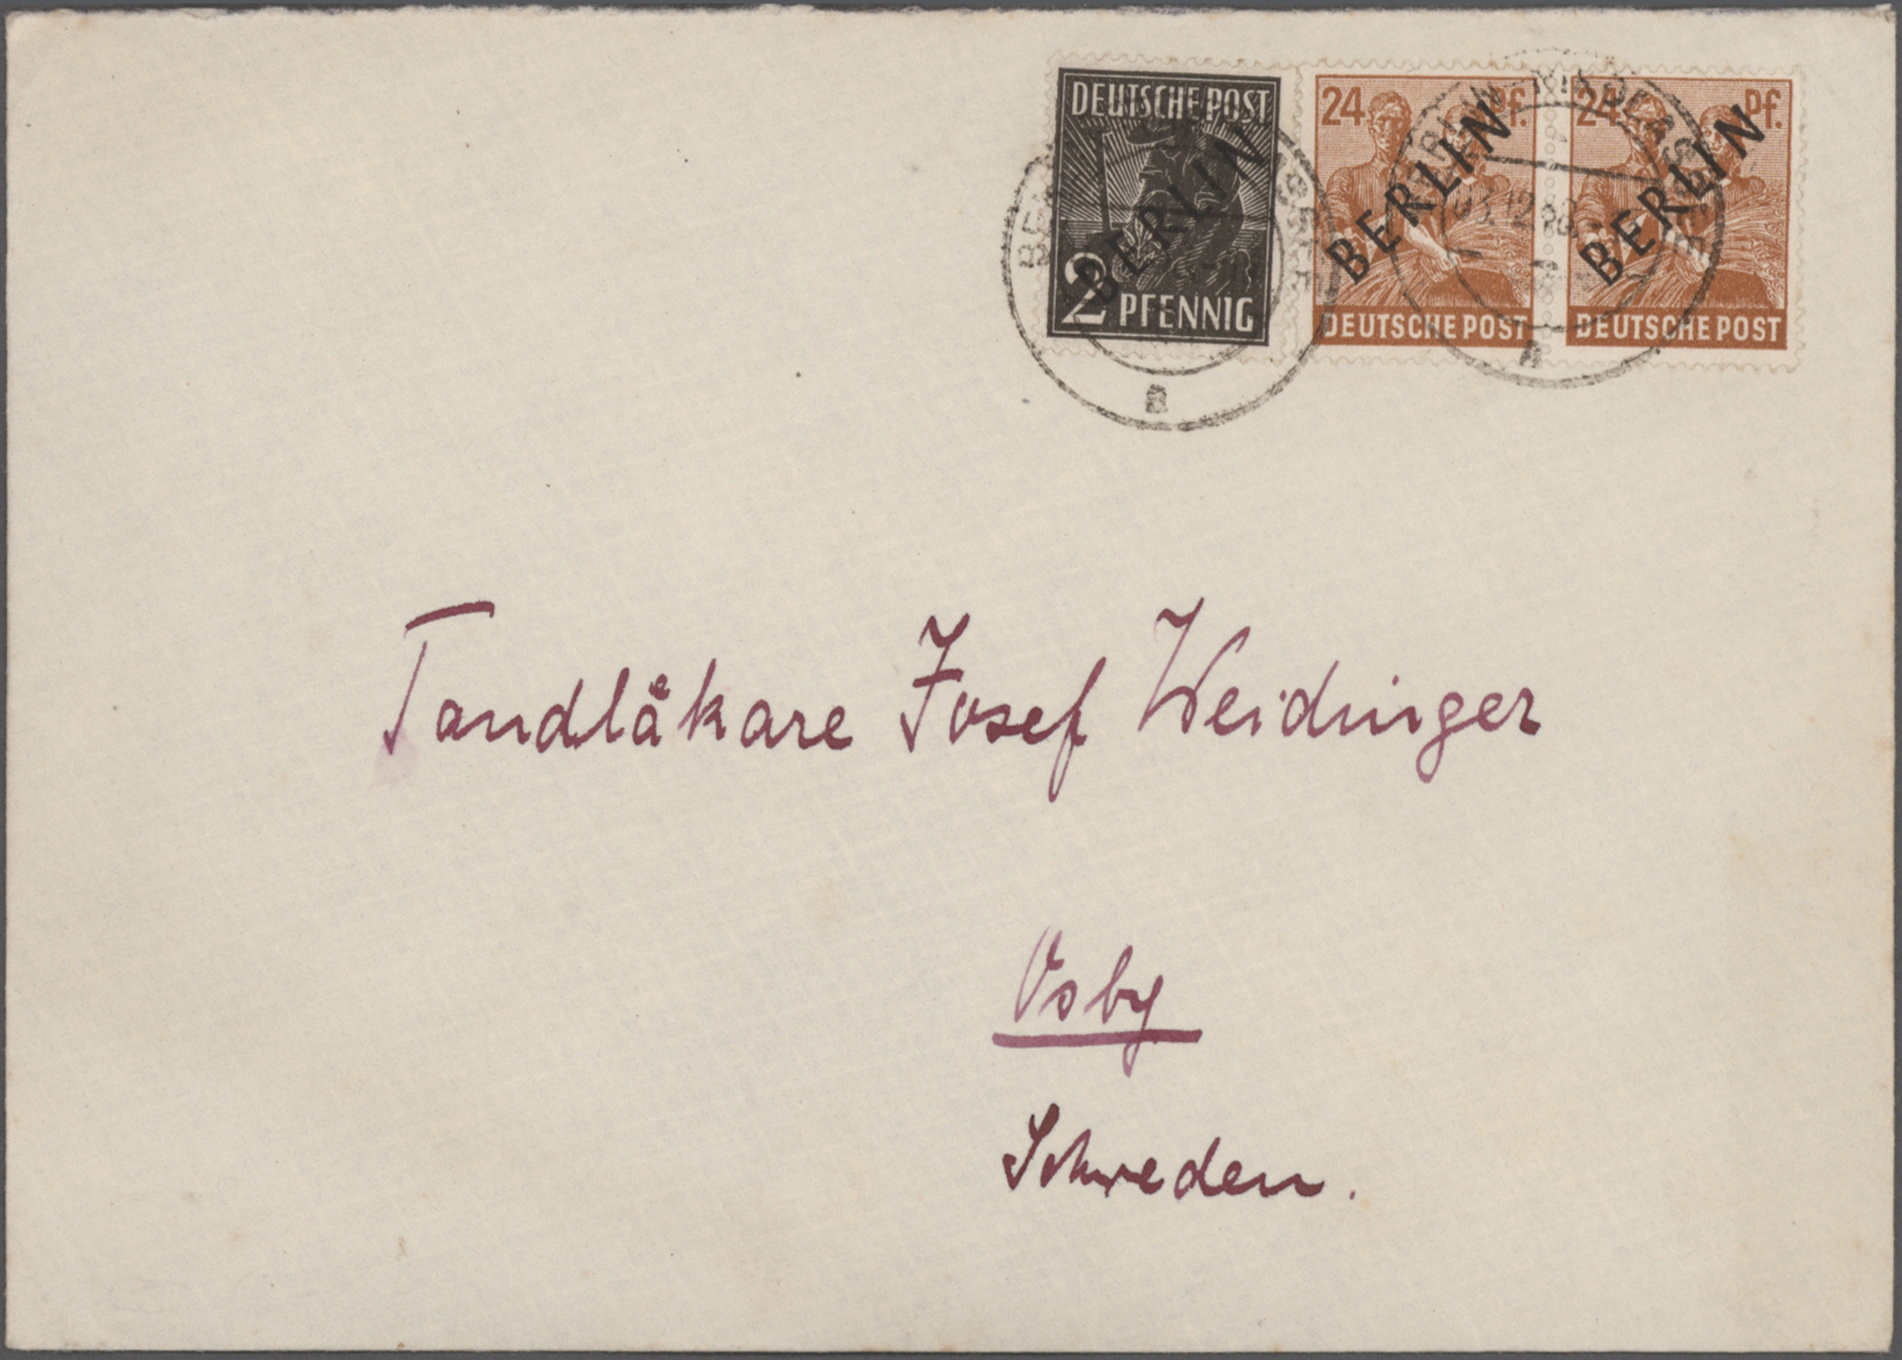 DEUTSCHE POST
2 PFENNIG
BERLIN
24 Pf.
DEUTSCHE POST
BERLIN
24 Pf.
DEUTSCHE POST
BERLIN
a
Tandlåkare Josef Weidinger
Osby
Schweden.